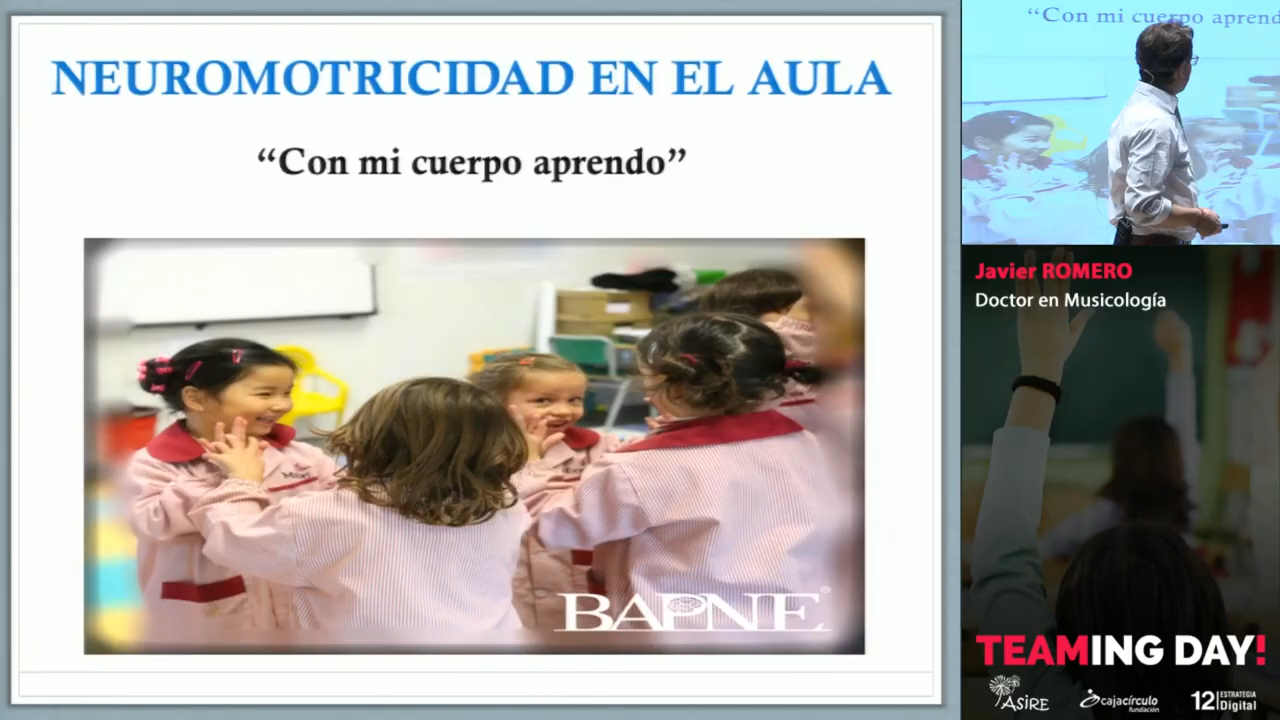 NEUROMOTRICIDAD EN EL AULA
“Con mi cuerpo aprendo”
BAPNE®
“Con mi cuerpo aprend
Javier ROMERO
Doctor en Musicología
TEAMING DAY!
ASiRE
cajacírculo
fundación
12 ESTRATEGIA
Digital